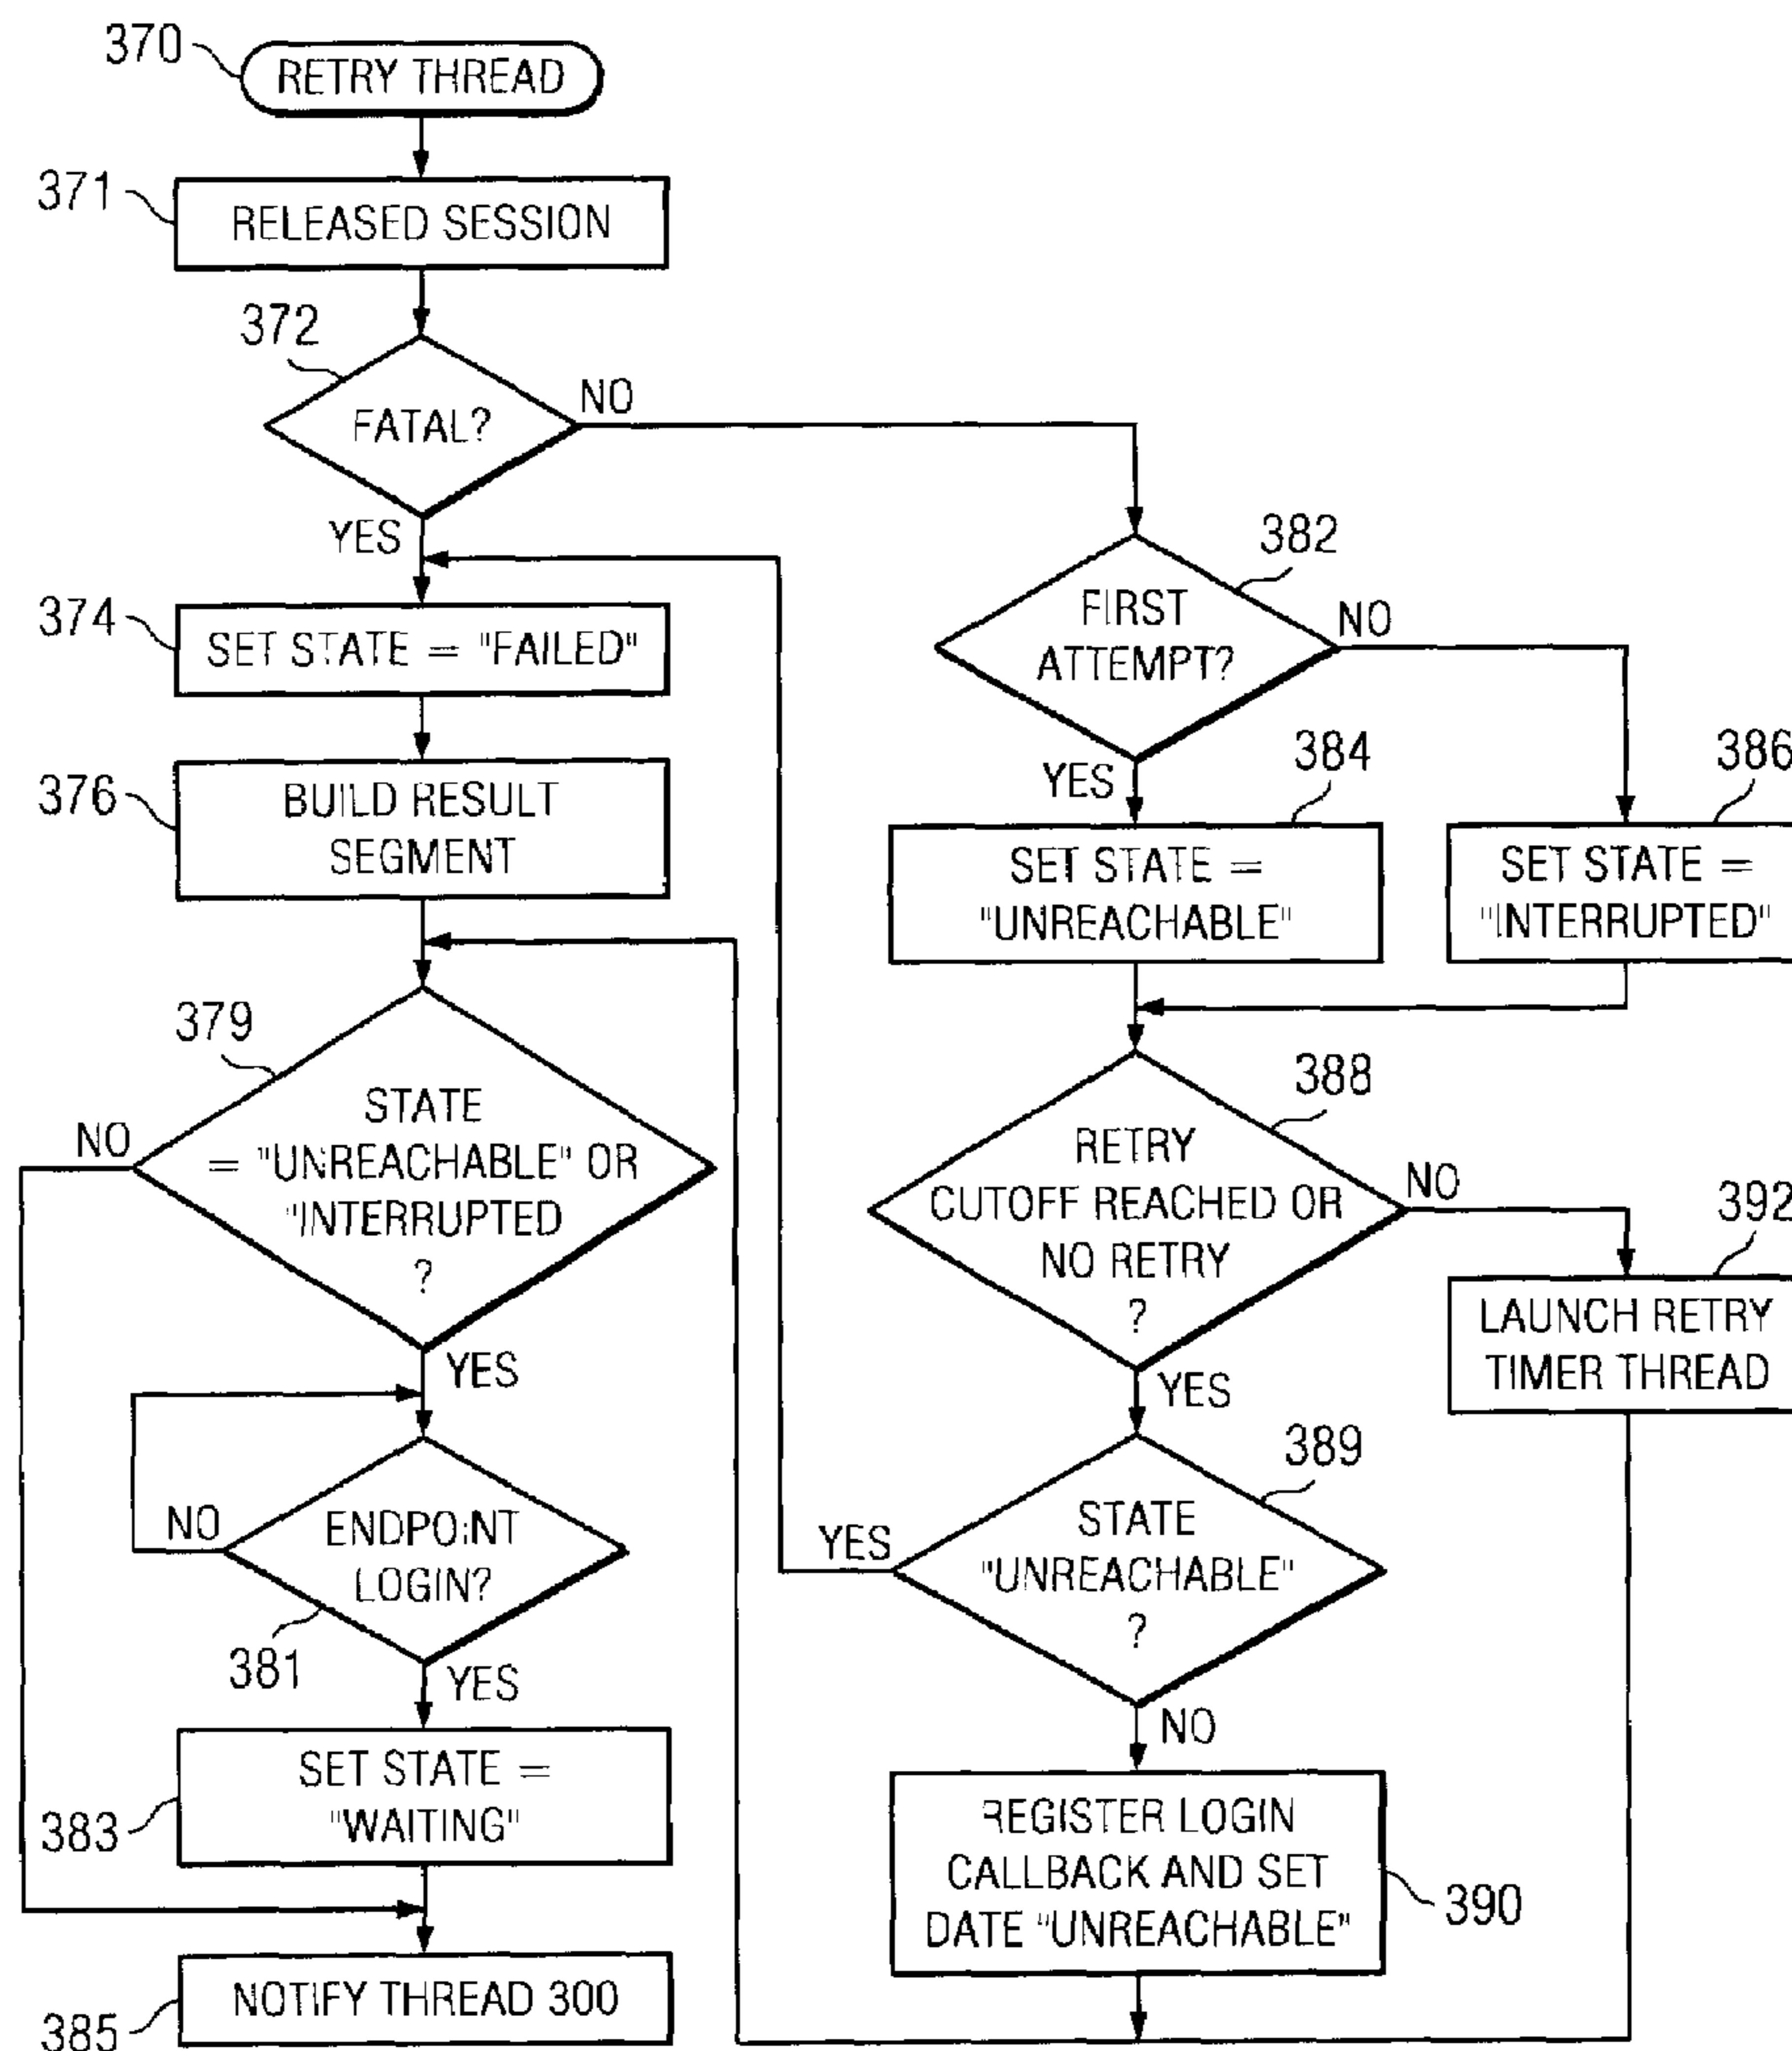 370
RETRY THREAD
371
RELEASED SESSION
372
FATAL?
NO
YES
374
SET STATE = "FAILED"
376
BUILD RESULT
SEGMENT
379
STATE
= "UNREACHABLE" OR
"INTERRUPTED
?
NO
YES
NO
ENDPOINT
LOGIN?
381
YES
SET STATE =
"WAITING"
383
NOTIFY THREAD 300
385
382
FIRST
ATTEMPT?
NO
YES
384
SET STATE =
"UNREACHABLE"
386
SET STATE =
"INTERRUPTED"
388
RETRY
CUTOFF REACHED OR
NO RETRY
?
NO
YES
392
LAUNCH RETRY
TIMER THREAD
389
STATE
"UNREACHABLE"
?
YES
NO
REGISTER LOGIN
CALLBACK AND SET
DATE "UNREACHABLE"
390